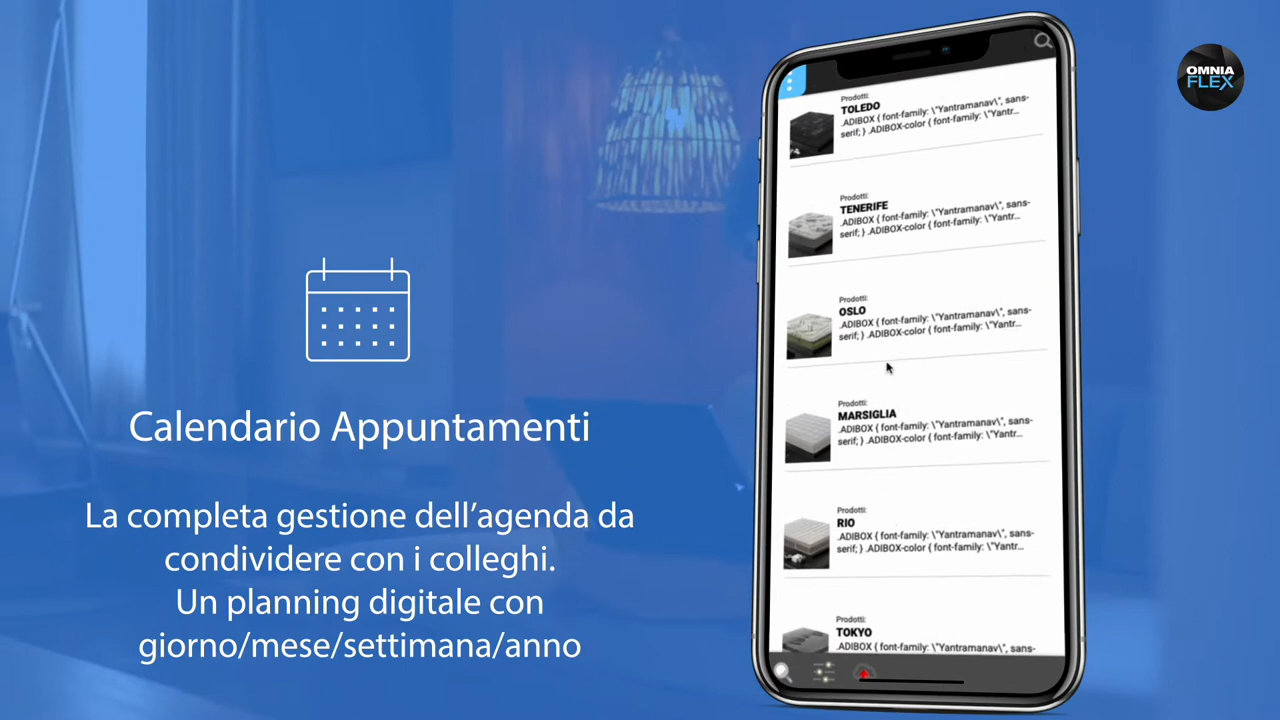 OMNIA
FLEX
Calendario Appuntamenti
La completa gestione dell’agenda da
condividere con i colleghi.
Un planning digitale con
giorno/mese/settimana/anno
Prodotti:
TOLEDO
.ADIBOX { font-family: \"Yantramanav\", sans-
serif; } .ADIBOX-color { font-family: \"Yantr...
Prodotti:
TENERIFE
.ADIBOX { font-family: \"Yantramanav\", sans-
serif; } .ADIBOX-color { font-family: \"Yantr...
Prodotti:
OSLO
.ADIBOX { font-family: \"Yantramanav\", sans-
serif; } .ADIBOX-color { font-family: \"Yantr...
Prodotti:
MARSIGLIA
.ADIBOX { font-family: \"Yantramanav\", sans-
serif; } .ADIBOX-color { font-family: \"Yantr...
Prodotti:
RIO
.ADIBOX { font-family: \"Yantramanav\", sans-
serif; } .ADIBOX-color { font-family: \"Yantr...
Prodotti:
TOKYO
.ADIBOX { font-family: \"Yantramanav\", sans-